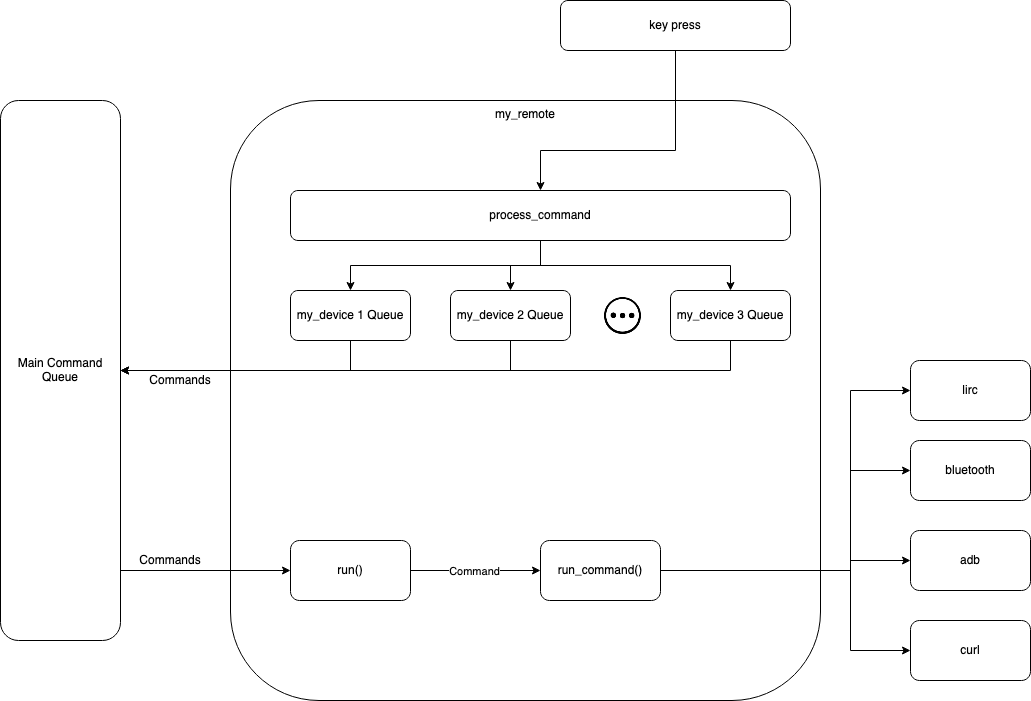 key press
my_remote
process_command
my_device 1 Queue
my_device 2 Queue
my_device 3 Queue
Main Command
Queue
Commands
lirc
bluetooth
Commands
run()
Command
run_command()
adb
curl